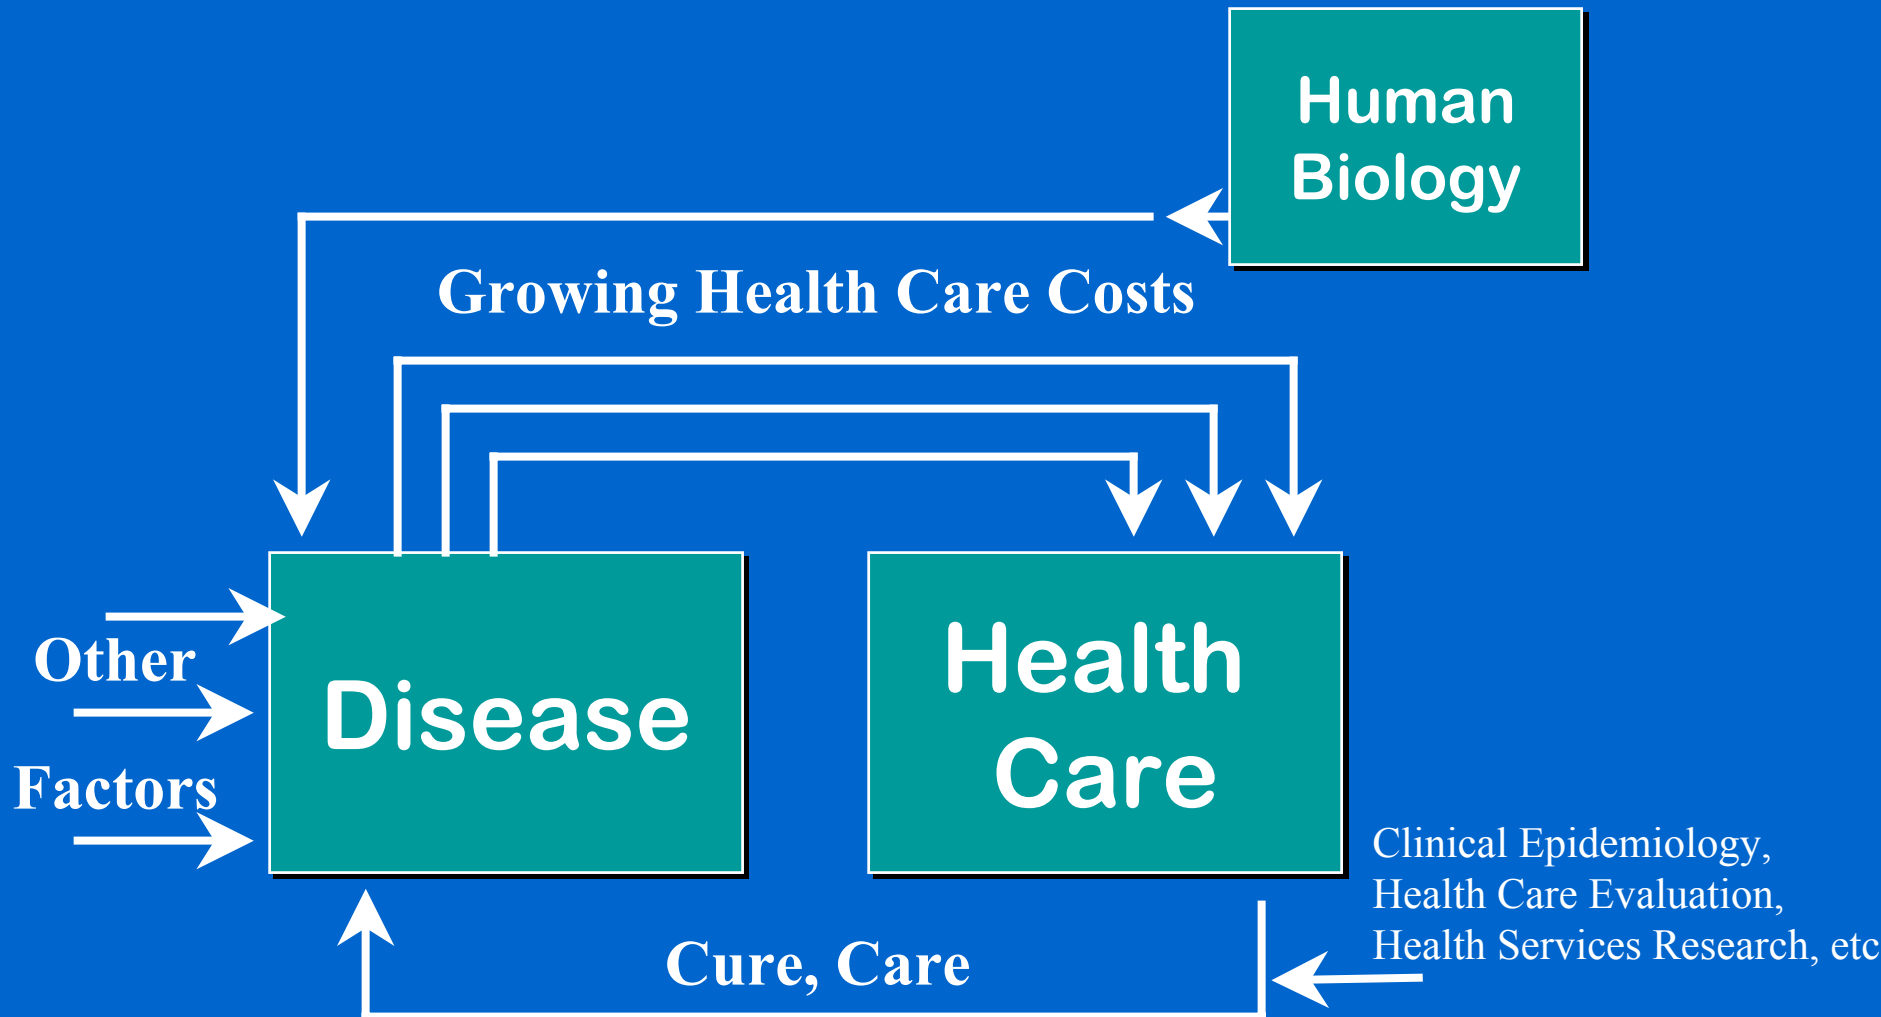 Human
Biology
Growing Health Care Costs
Other
Factors
Disease
Health
Care
Clinical Epidemiology,
Health Care Evaluation,
Health Services Research, etc
Cure, Care